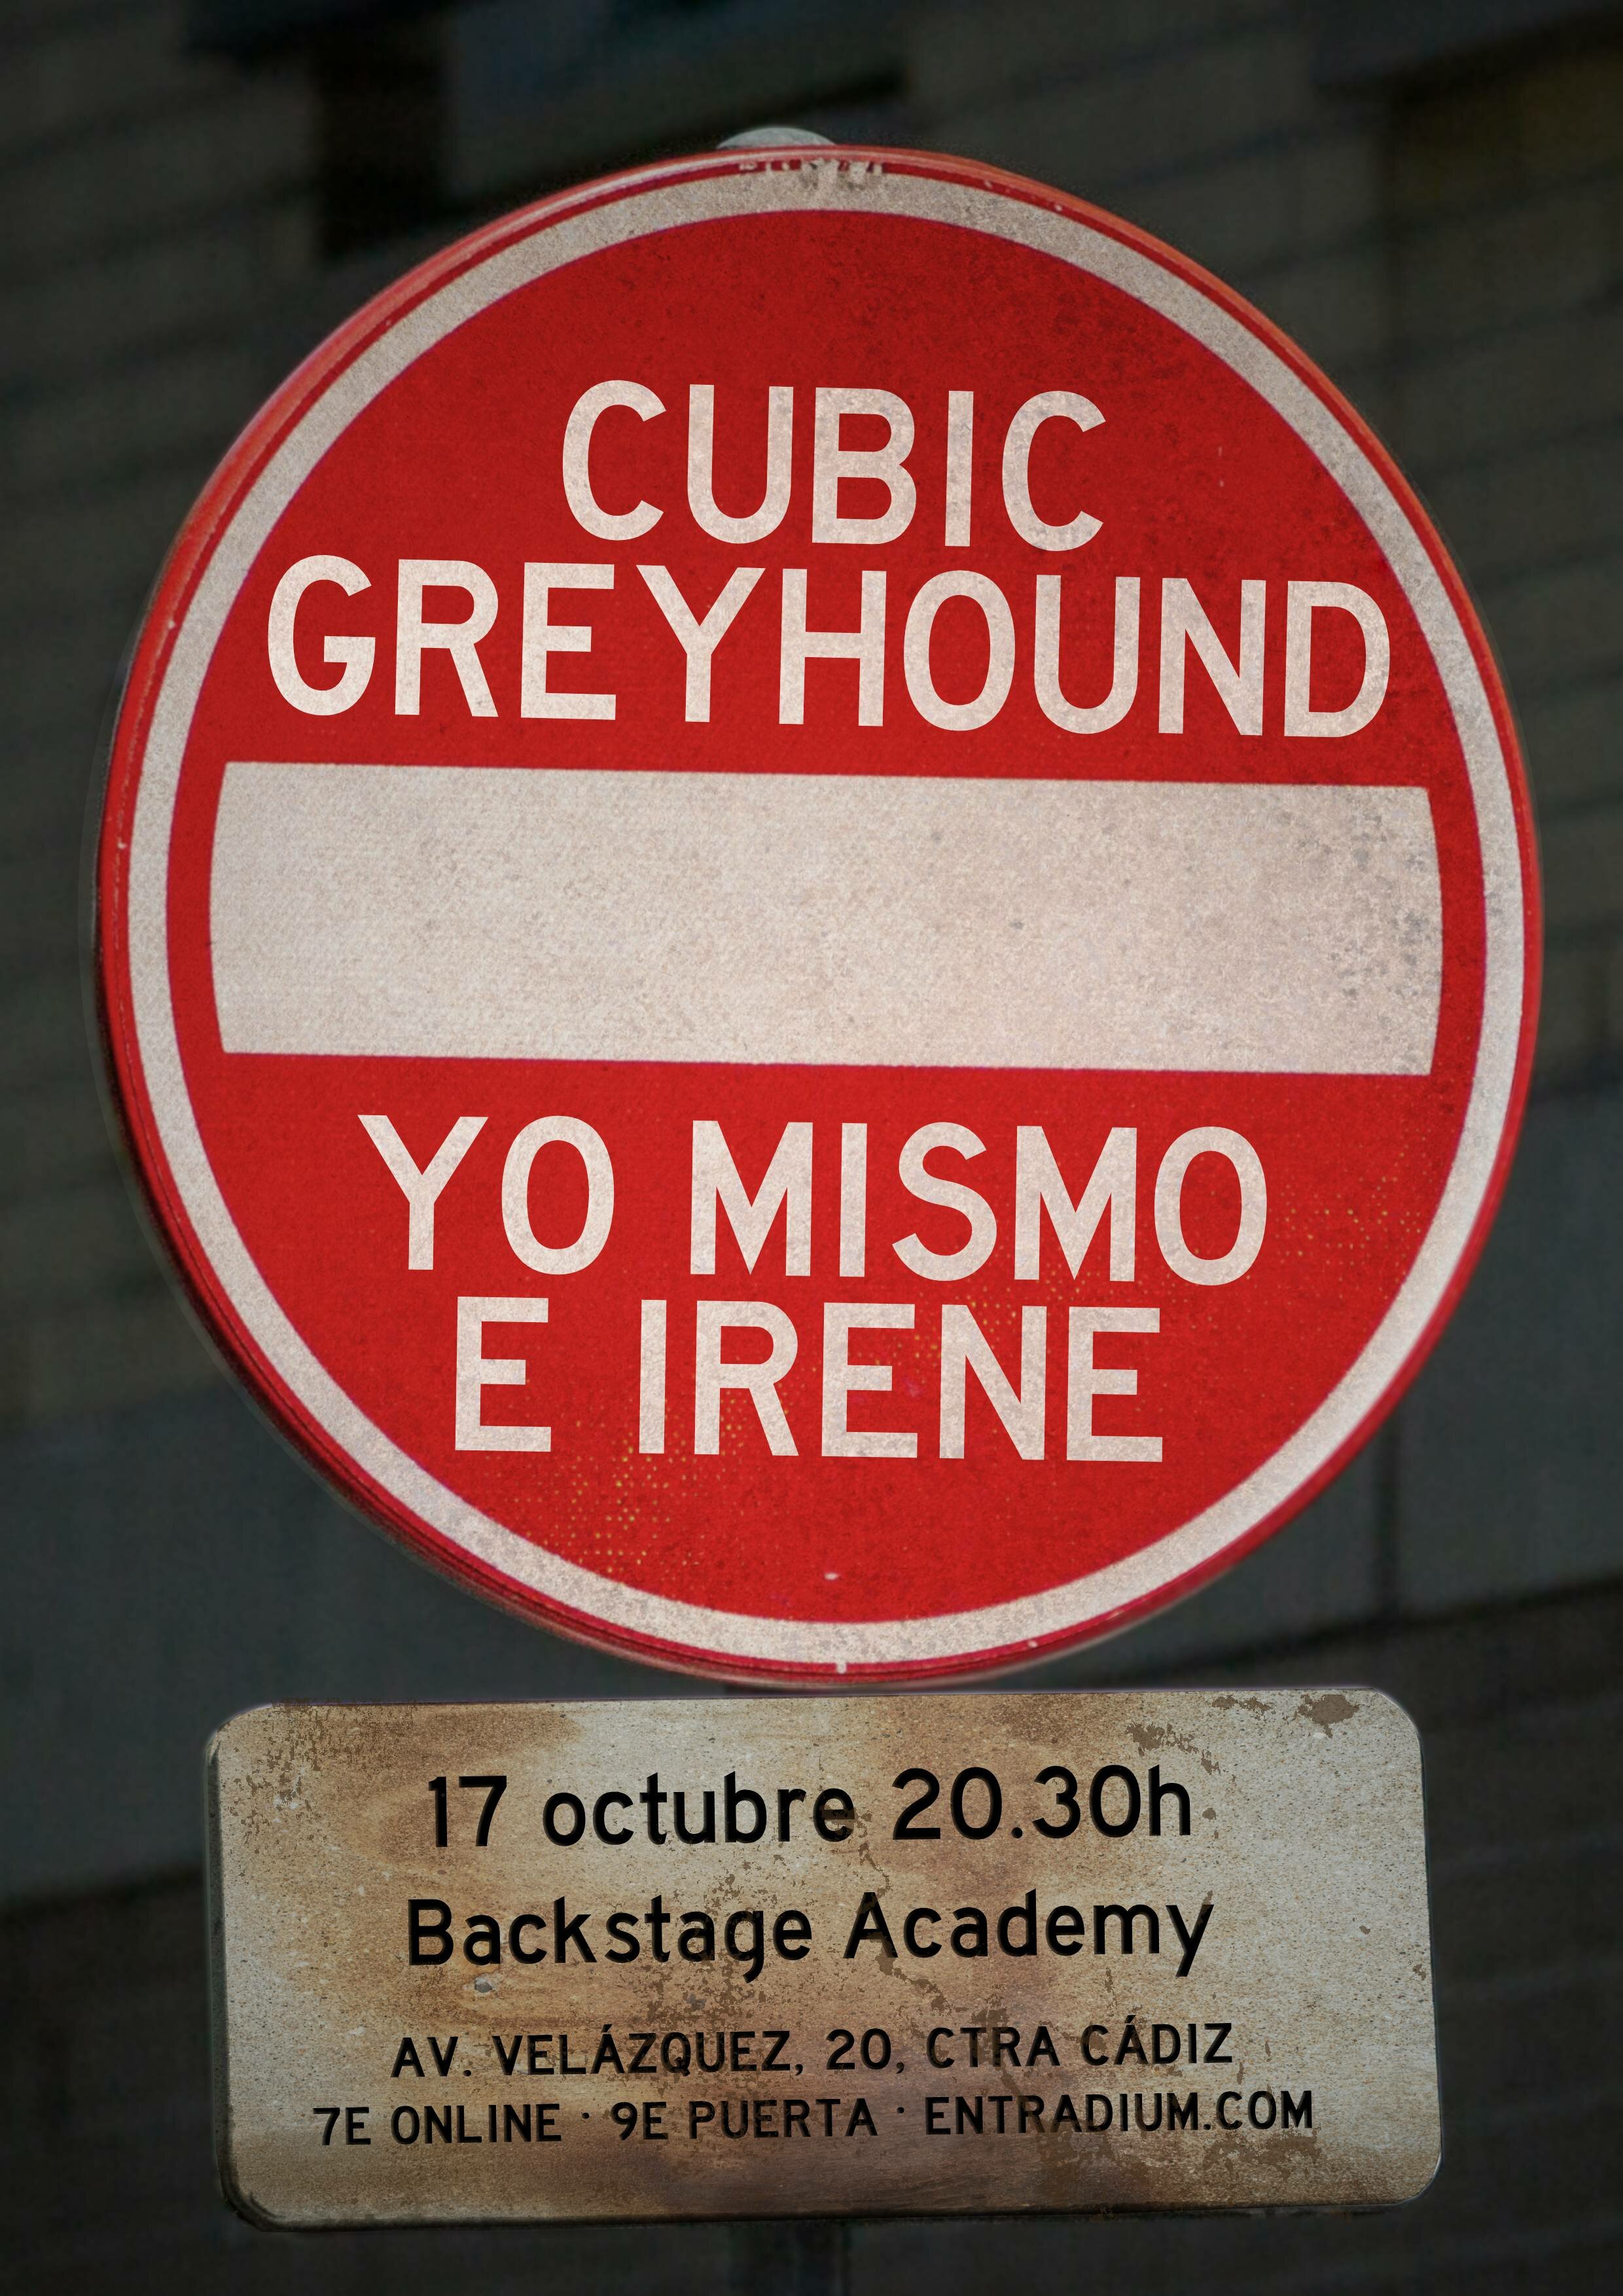 CUBIC
GREYHOUND
YO MISMO
E IRENE
17 octubre 20.30h
Backstage Academy
AV. VELÁZQUEZ, 20, CTRA CÁDIZ
7E ONLINE · 9E PUERTA · ENTRADIUM.COM